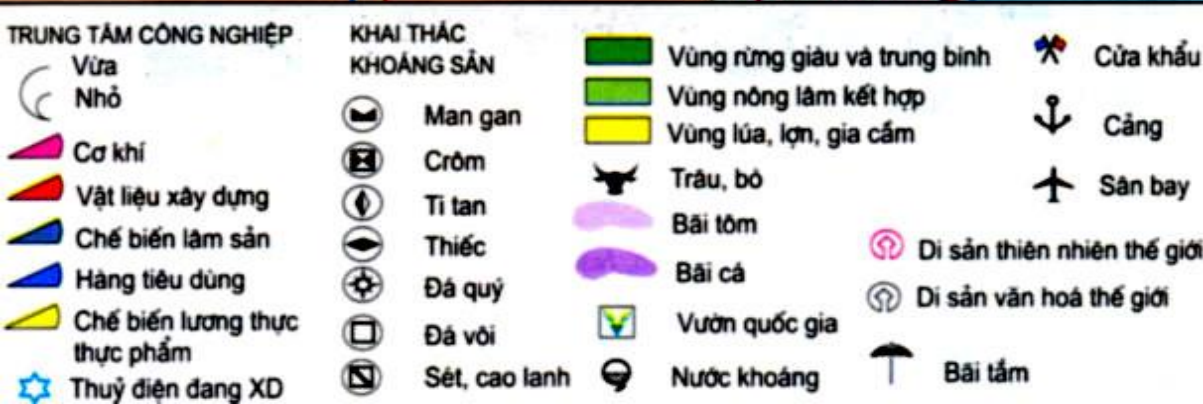 TRUNG TÂM CÔNG NGHIỆP
Vừa
Nhỏ
Cơ khí
Vật liệu xây dựng
Chế biến lâm sản
Hàng tiêu dùng
Chế biến lương thực
thực phẩm
Thuỷ điện đang XD
KHAI THÁC
KHOÁNG SẢN
Man gan
Crôm
Ti tan
Thiếc
Đá quý
Đá vôi
Sét, cao lanh
Vùng rừng giàu và trung bình
Vùng nông lâm kết hợp
Vùng lúa, lợn, gia cầm
Trâu, bò
Bãi tôm
Bãi cá
Vườn quốc gia
Nước khoáng
Cửa khẩu
Cảng
Sân bay
Di sản thiên nhiên thế giới
Di sản văn hoá thế giới
Bãi tắm